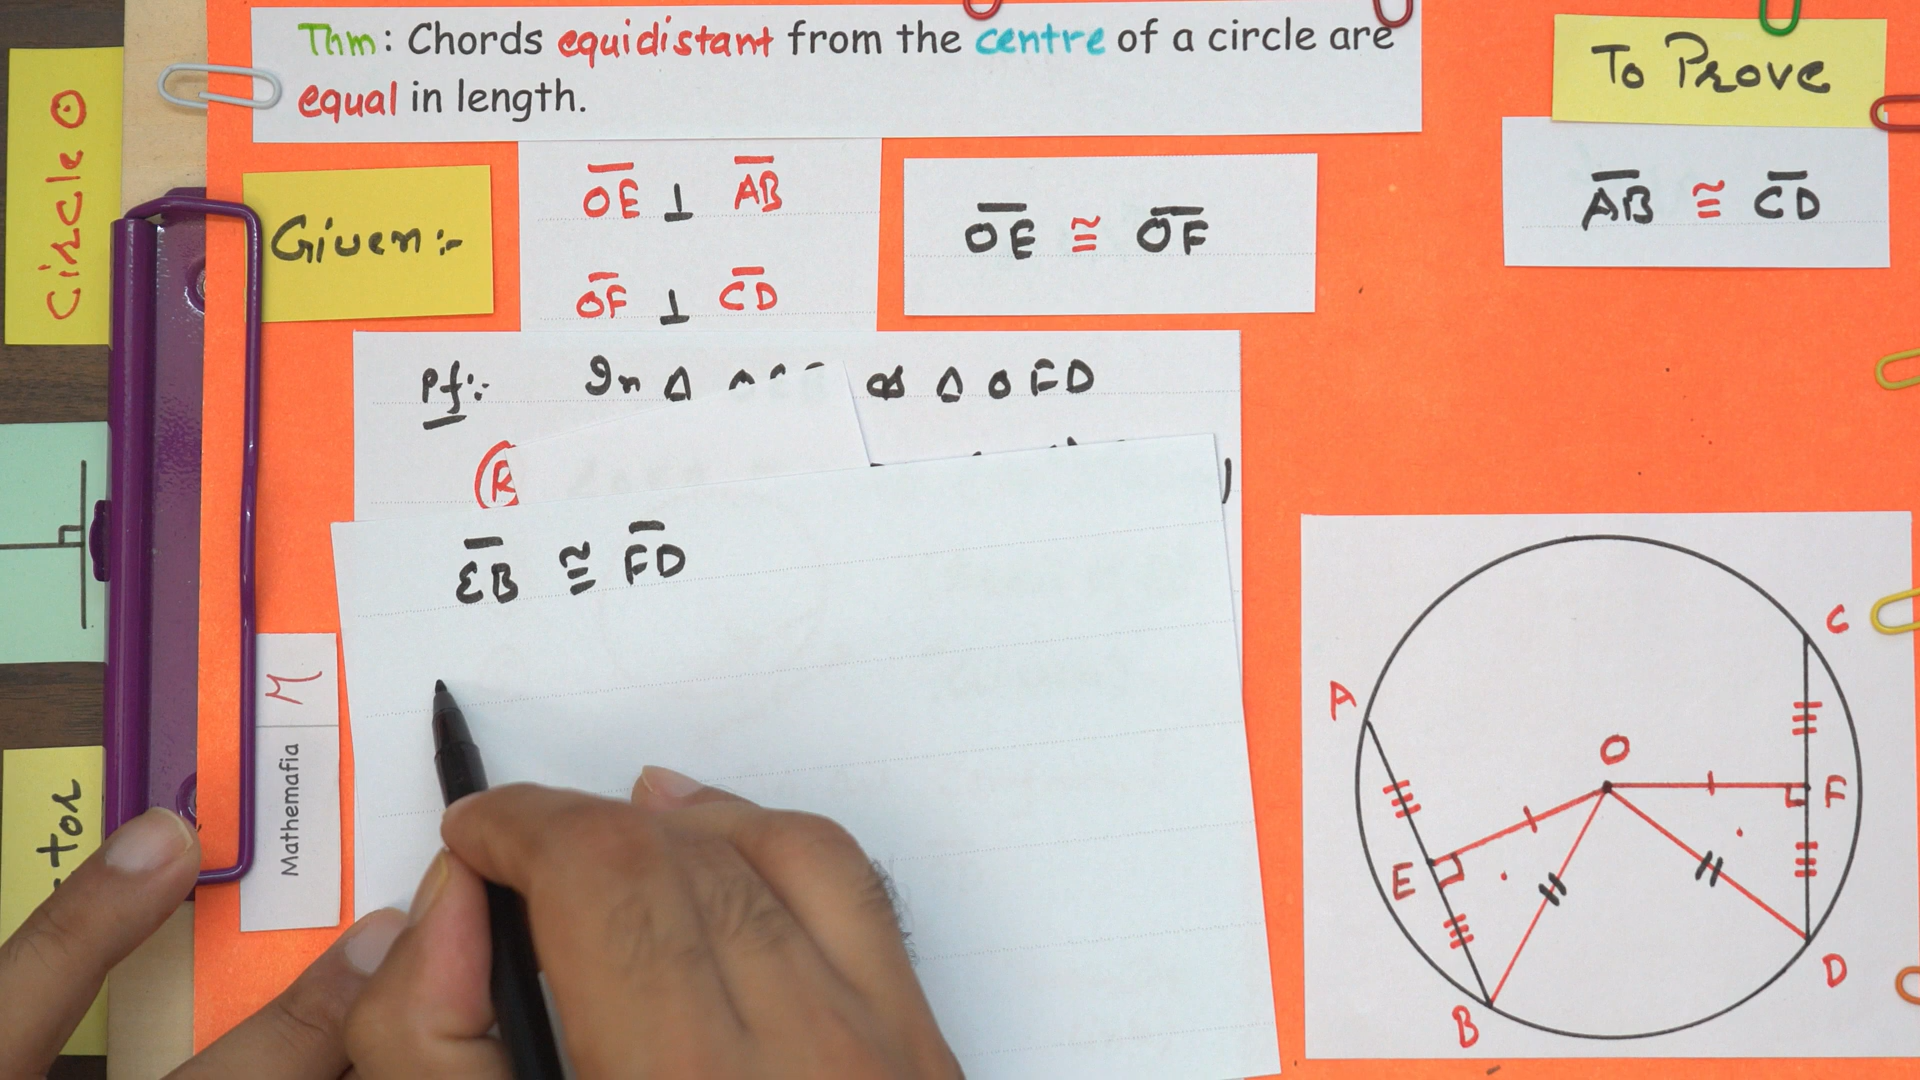 Thm: Chords equidistant from the centre of a circle are
equal in length.
To Prove
AB ≅ CD
Circle
Given:-
OE ⊥ AB
OF ⊥ CD
OE ≅ OF
Pf:- In Δ & Δ OFD
(R
EB ≅ FD
M
Mathemafia
A
B
C
D
E
F
O